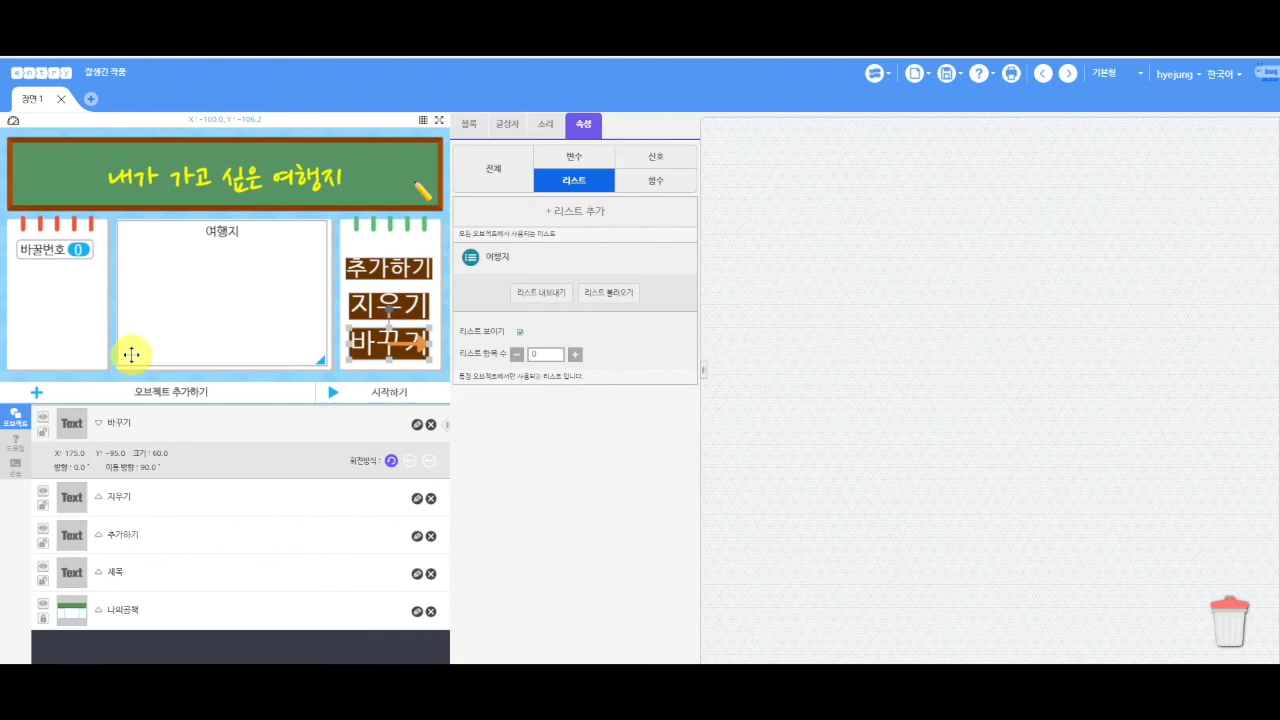 entry 잘생긴 작품
기본형 hyejung 한국어
장면 1
X : -100.0, Y : -106.2
블록 글상자 소리 속성
내가 가고 싶은 여행지
전체 변수 신호
리스트 함수
+ 리스트 추가
모든 오브젝트에서 사용되는 리스트
바꿀번호 0
여행지
추가하기
지우기
바꾸기
여행지
리스트 내보내기 리스트 불러오기
리스트 보이기
리스트 항목 수 0
특정 오브젝트에서만 사용되는 리스트 입니다.
오브젝트 추가하기 시작하기
오브젝트
도움말
Text 바꾸기
X: 175.0 Y: -95.0 크기 : 60.0
방향 : 0.0 ˚ 이동 방향 : 90.0 ˚
회전방식 :
Text 지우기
Text 추가하기
Text 제목
나의공책
bug